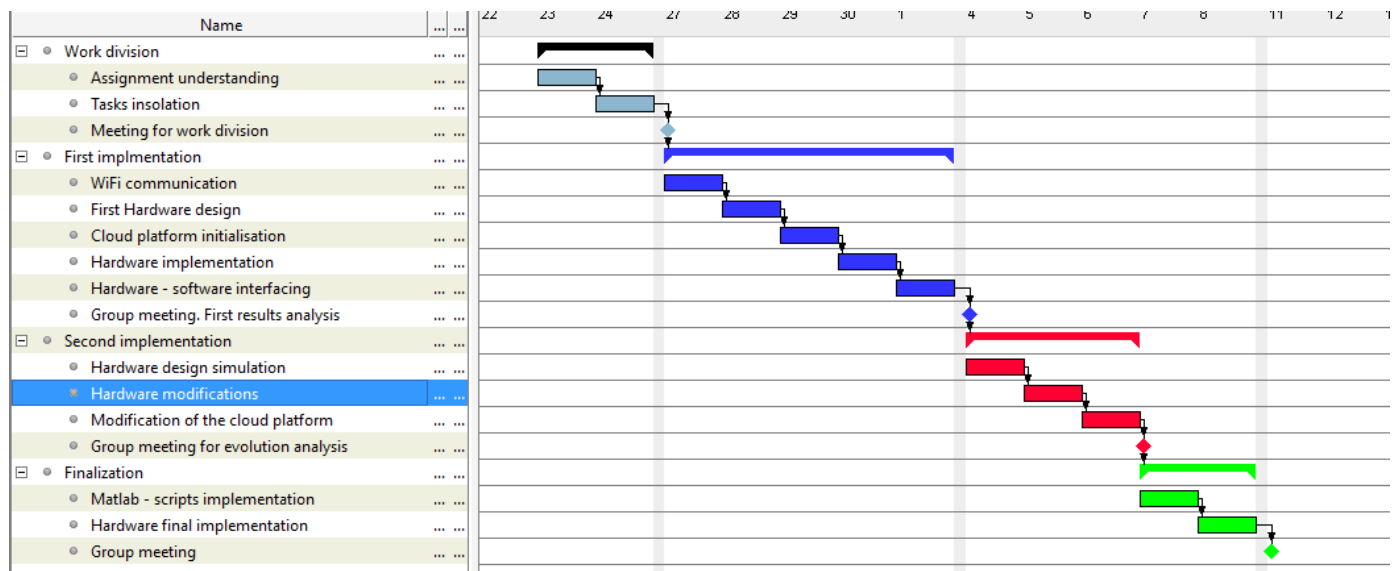 Name ... ... 22 23 24 27 28 29 30 1 4 5 6 7 8 11 12
Work division ... ...
Assignment understanding ... ...
Tasks insolation ... ...
Meeting for work division ... ...
First implmentation ... ...
WiFi communication ... ...
First Hardware design ... ...
Cloud platform initialisation ... ...
Hardware implementation ... ...
Hardware - software interfacing ... ...
Group meeting. First results analysis ... ...
Second implementation ... ...
Hardware design simulation ... ...
Hardware modifications ... ...
Modification of the cloud platform ... ...
Group meeting for evolution analysis ... ...
Finalization ... ...
Matlab - scripts implementation ... ...
Hardware final implementation ... ...
Group meeting ... ...